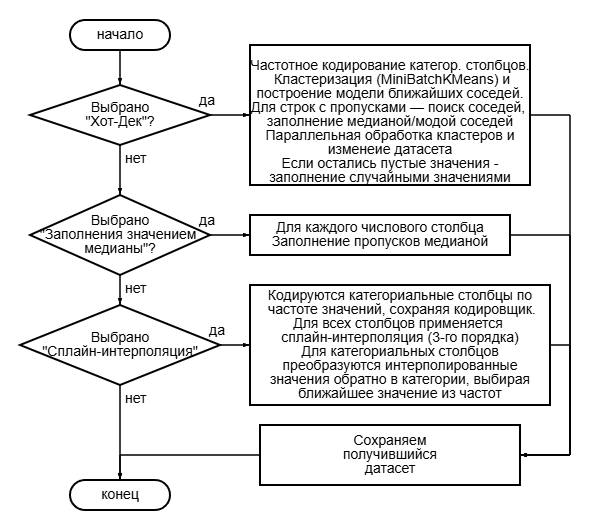 начало
Выбрано
"Хот-Дек"?
да
нет
Частотное кодирование категор. столбцов.
Кластеризация (MiniBatchKMeans) и
построение модели ближайших соседей.
Для строк с пропусками — поиск соседей,
заполнение медианой/модой соседей
Параллельная обработка кластеров и
изменеие датасета
Если остались пустые значения -
заполнение случайными значениями
Выбрано
"Заполнения значением
медианы"?
да
нет
Для каждого числового столбца
Заполнение пропусков медианой
Выбрано
"Сплайн-интерполяция"
да
нет
Кодируются категориальные столбцы по
частоте значений, сохраняя кодировщик.
Для всех столбцов применяется
сплайн-интерполяция (3-го порядка)
Для категориальных столбцов
преобразуются интерполированные
значения обратно в категории, выбирая
ближайшее значение из частот
Сохраняем
получившийся
датасет
конец